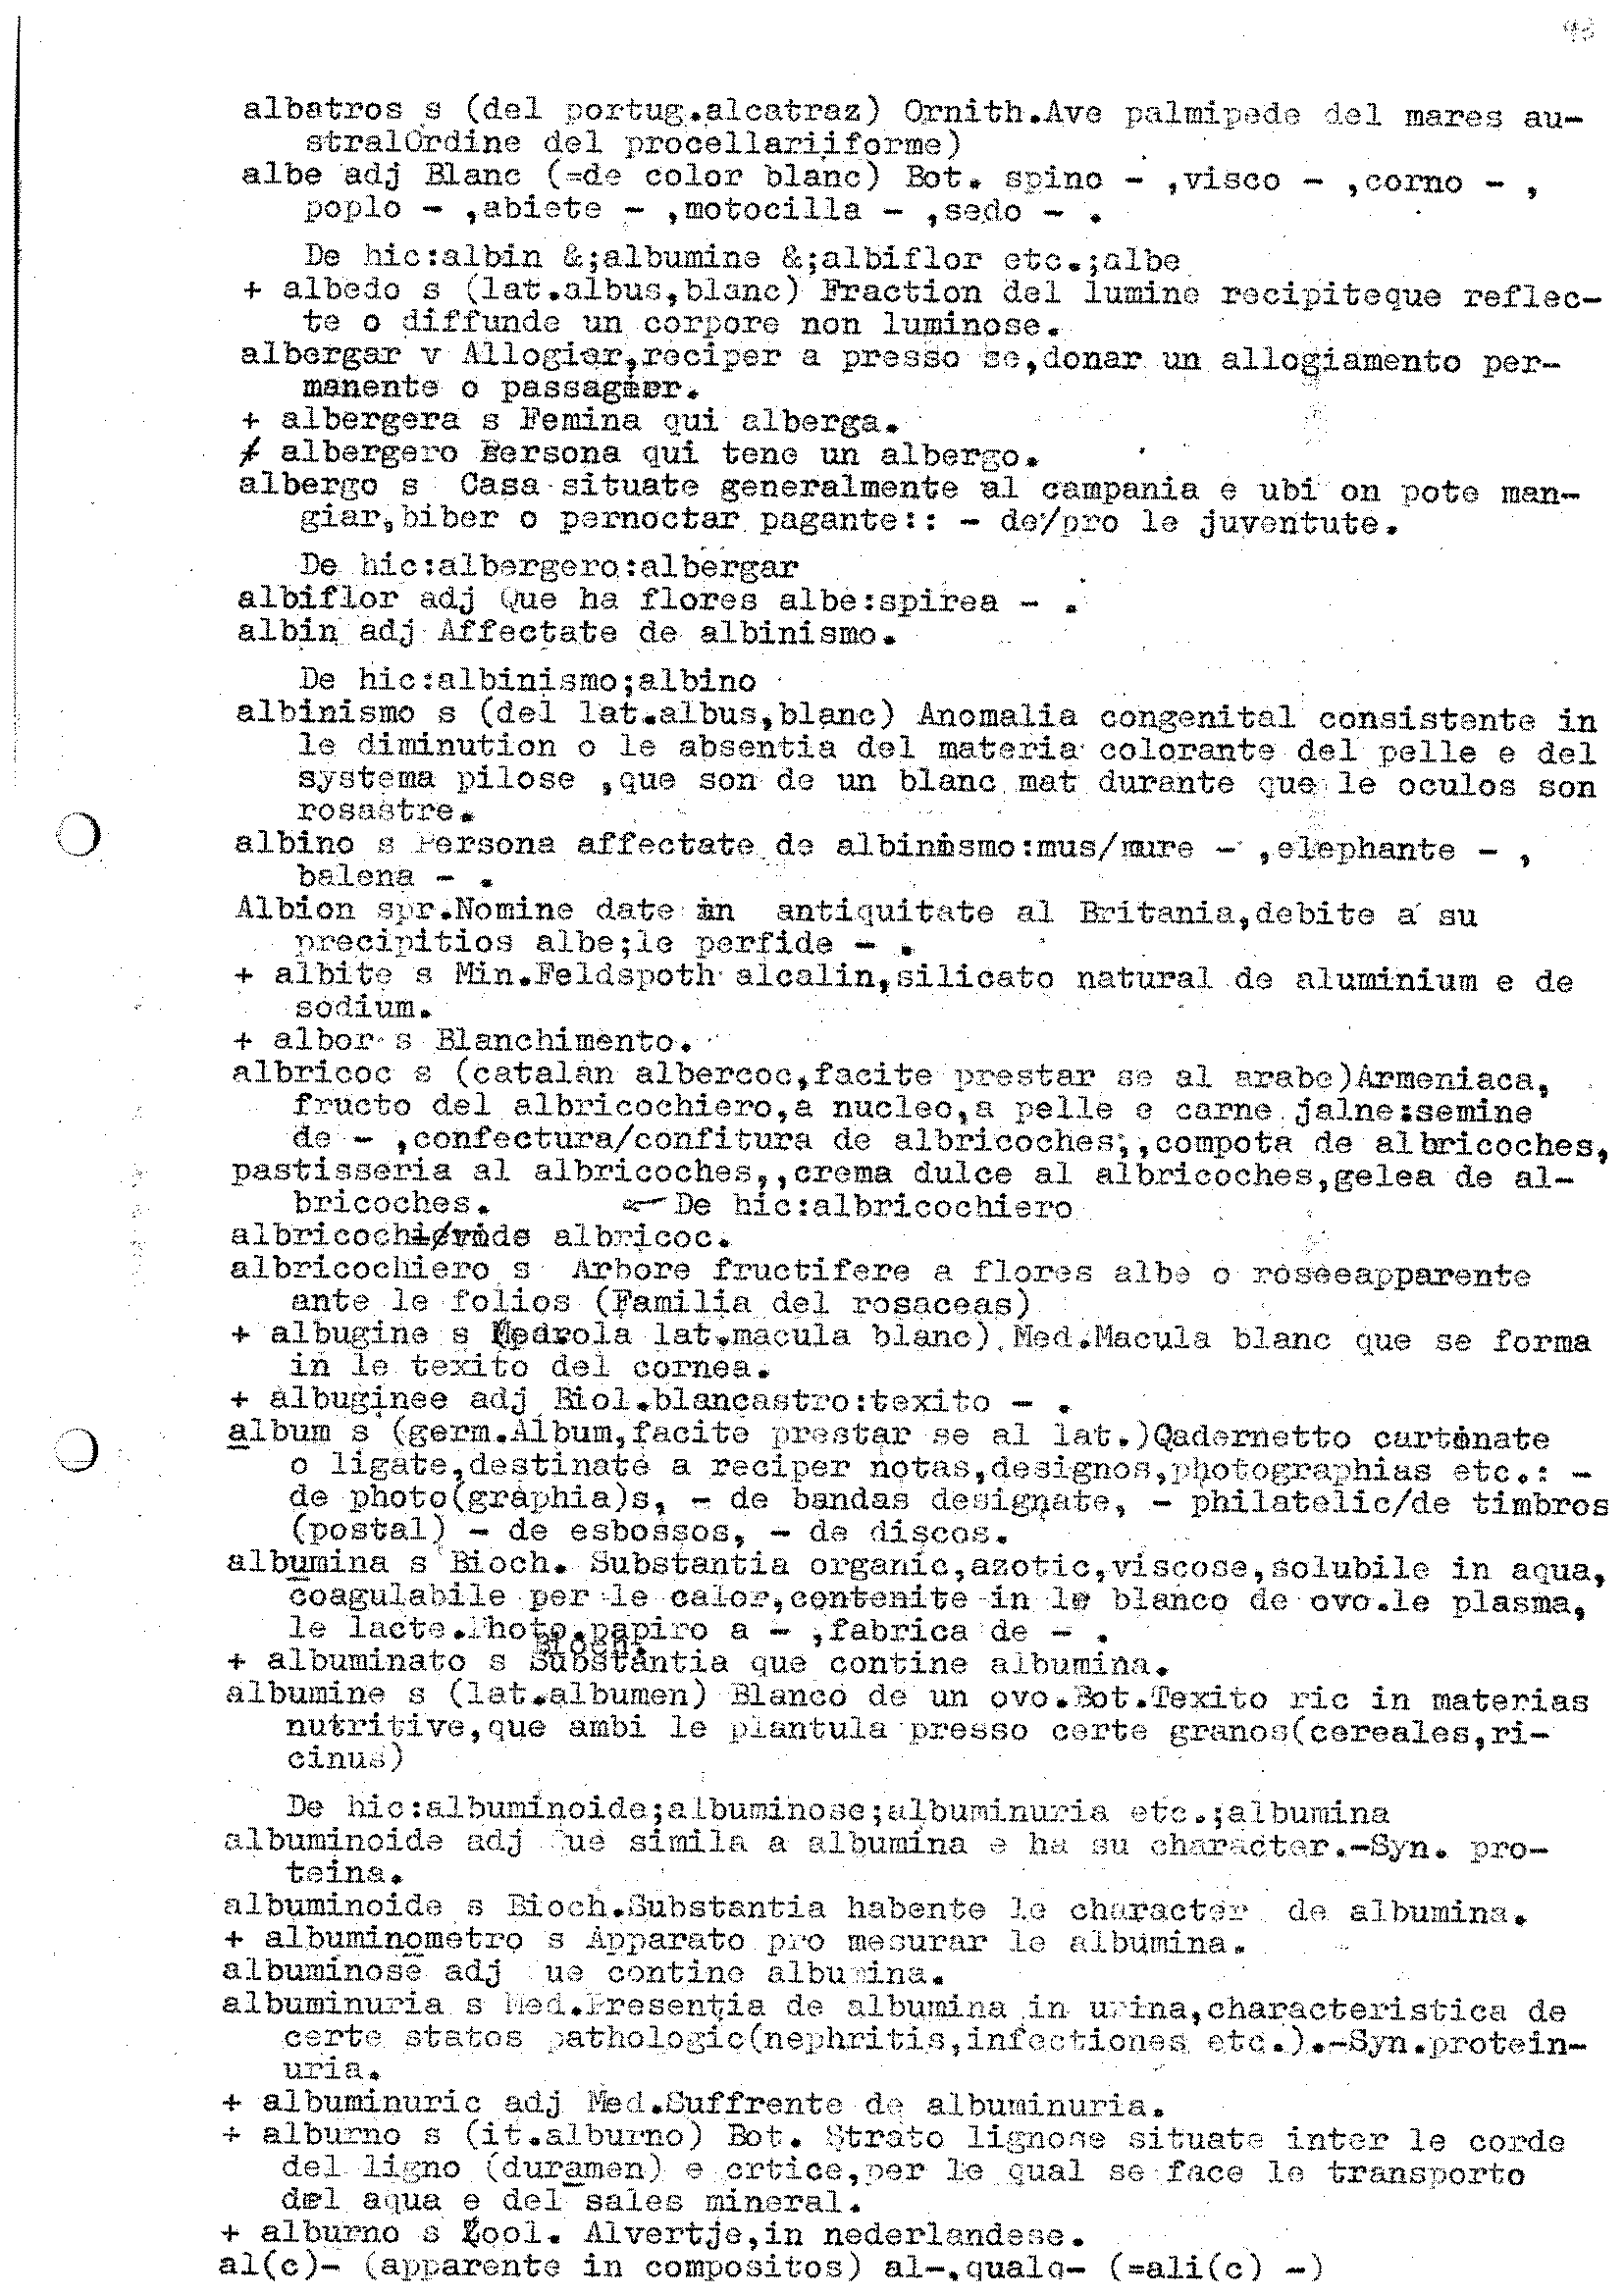 albatros s (del portug.alcatraz) Ornith.Ave palmipede del mares au-
stralOrdine del procellariiforme)
albe adj Blanc (=de color blanc) Bot. spino - ,visco - ,corno - ,
poplo - ,abiete - ,motocilla - ,sedo - .
De hic:albin &;albumine &;albiflor etc.;albe
+ albedo s (lat.albus,blanc) Fraction del lumine recipiteque reflec-
te o diffunde un corpore non luminose.
albergar v Allogiar,reciper a presso se,donar un allogiamento per-
manente o passager.
+ albergera s Femina qui alberga.
+ albergero Persona qui tene un albergo.
albergo s Casa situate generalmente al campania e ubi on pote man-
giar,biber o pernoctar pagante:: - de/pro le juventute.
De hic:albergero:albergar
albiflor adj Que ha flores albe:spirea - .
albin adj Affectate de albinismo.
De hic:albinismo;albino
albinismo s (del lat.albus,blanc) Anomalia congenital consistente in
le diminution o le absentia del materia colorante del pelle e del
systema pilose ,que son de un blanc mat durante que le oculos son
rosastre.
albino s Persona affectate de albinismo:mus/mure - ,elephante - ,
balena - .
Albion spr.Nomine date in antiquitate al Britania,debite a su
precipitios albe;le perfide - .
+ albite s Min.Feldspoth alcalin,silicato natural de aluminium e de
sodium.
+ albor s Blanchimento.
albricoc s (catalan albercoc,facite prestar se al arabe)Armeniaca,
fructo del albricochiero,a nucleo,a pelle e carne jalne:semine
de - ,confectura/confitura de albricoches;,compota de albricoches,
pastisseria al albricoches,,crema dulce al albricoches,gelea de al-
bricoches. ← De hic:albricochiero
albricoc albricoc.
albricochiero s Arbore fructifere a flores albe o roseeapparente
ante le folios (Familia del rosaceas)
+ albugine s lat.macula blanc) Med.Macula blanc que se forma
in le texito del cornea.
+ albuginee adj Biol.blancastro:texito - .
album s (germ.Album,facite prestar se al lat.)Qadernetto cartonate
o ligate,destinate a reciper notas,designos,photographias etc.: -
de photo(graphia)s, - de bandas designate, - philatelic/de timbros
(postal) - de esbossos, - de discos.
albumina s Bioch. Substantia organic,azotic,viscose,solubile in aqua,
coagulabile per le calor,contenite in le blanco de ovo.le plasma,
le lacte.Photo.papiro a - ,fabrica de - .
Bioch.
+ albuminato s Substantia que contine albumina.
albumine s (lat.albumen) Blanco de un ovo.Bot.Texito ric in materias
nutritive,que ambi le plantula presso certe granos(cereales,ri-
cinus)
De hic:albuminoide;albuminose;albuminuria etc.;albumina
albuminoide adj ue simila a albumina e ha su character.-Syn. pro-
teina.
albuminoide s Bioch.Substantia habente le character de albumina.
+ albuminometro s Apparato pro mesurar le albumina.
albuminose adj ue contine albumina.
albuminuria s Med.Presentia de albumina in urina,characteristica de
certe statos pathologic(nephritis,infectiones etc.).-Syn.protein-
uria.
+ albuminuric adj Med.Suffrente de albuminuria.
+ alburno s (it.alburno) Bot. Strato lignose situate inter le corde
del ligno (duramen) e crtice,per le qual se face le transporto
del aqua e del sales mineral.
+ alburno s Zool. Alvertje,in nederlandese.
al(c)- (apparente in compositos) al-,qualq- (=ali(c) -)